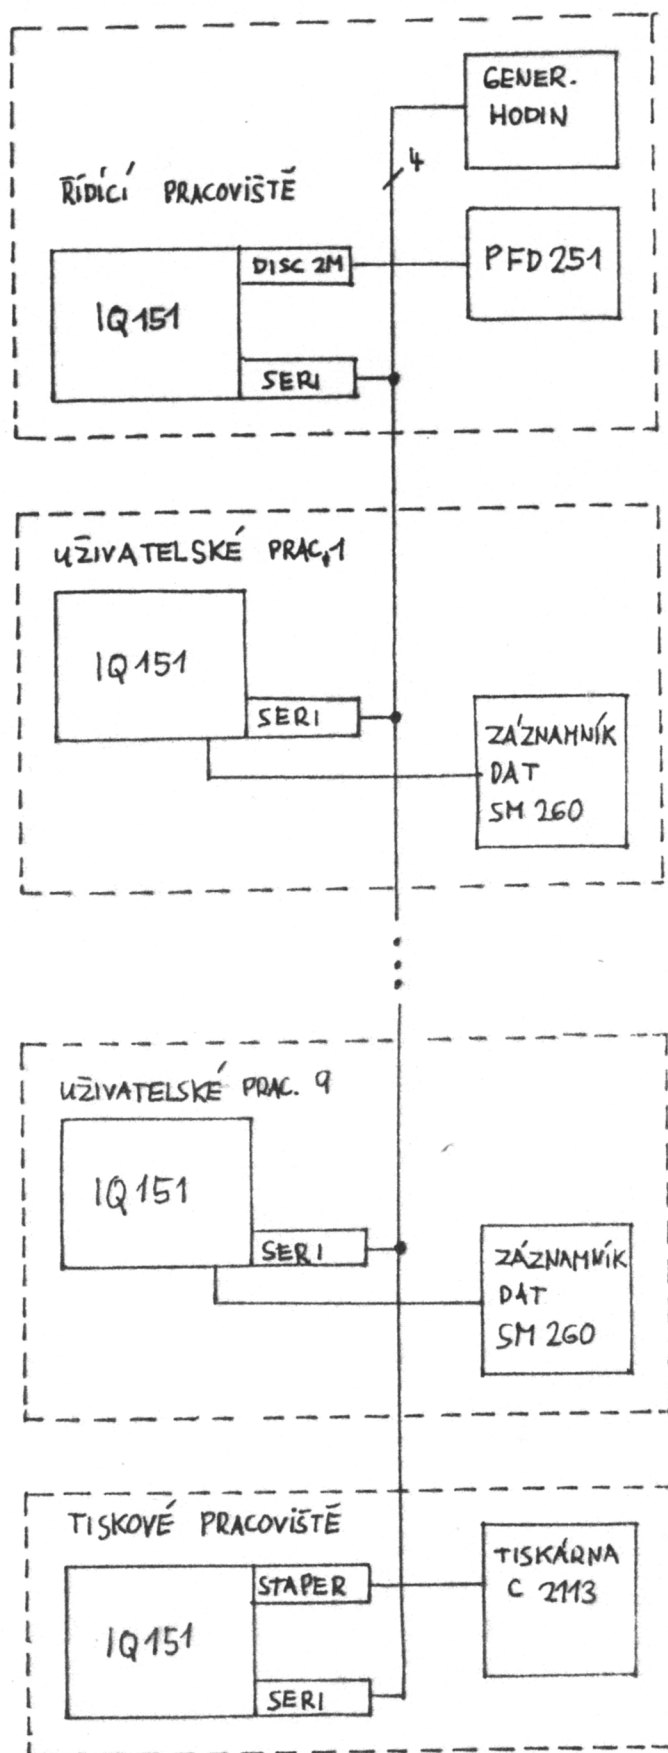 GENER.
HODIN
4
ŘÍDÍCÍ PRACOVIŠTĚ
DISC 2M
PFD 251
IQ151
SERI
UŽIVATELSKÉ PRAC.1
IQ151
SERI
ZÁZNAMNÍK
DAT
SM 260
UŽIVATELSKÉ PRAC. 9
IQ151
SERI
ZÁZNAMNÍK
DAT
SM 260
TISKOVÉ PRACOVIŠTĚ
STAPER
TISKÁRNA
C 2113
IQ151
SERI